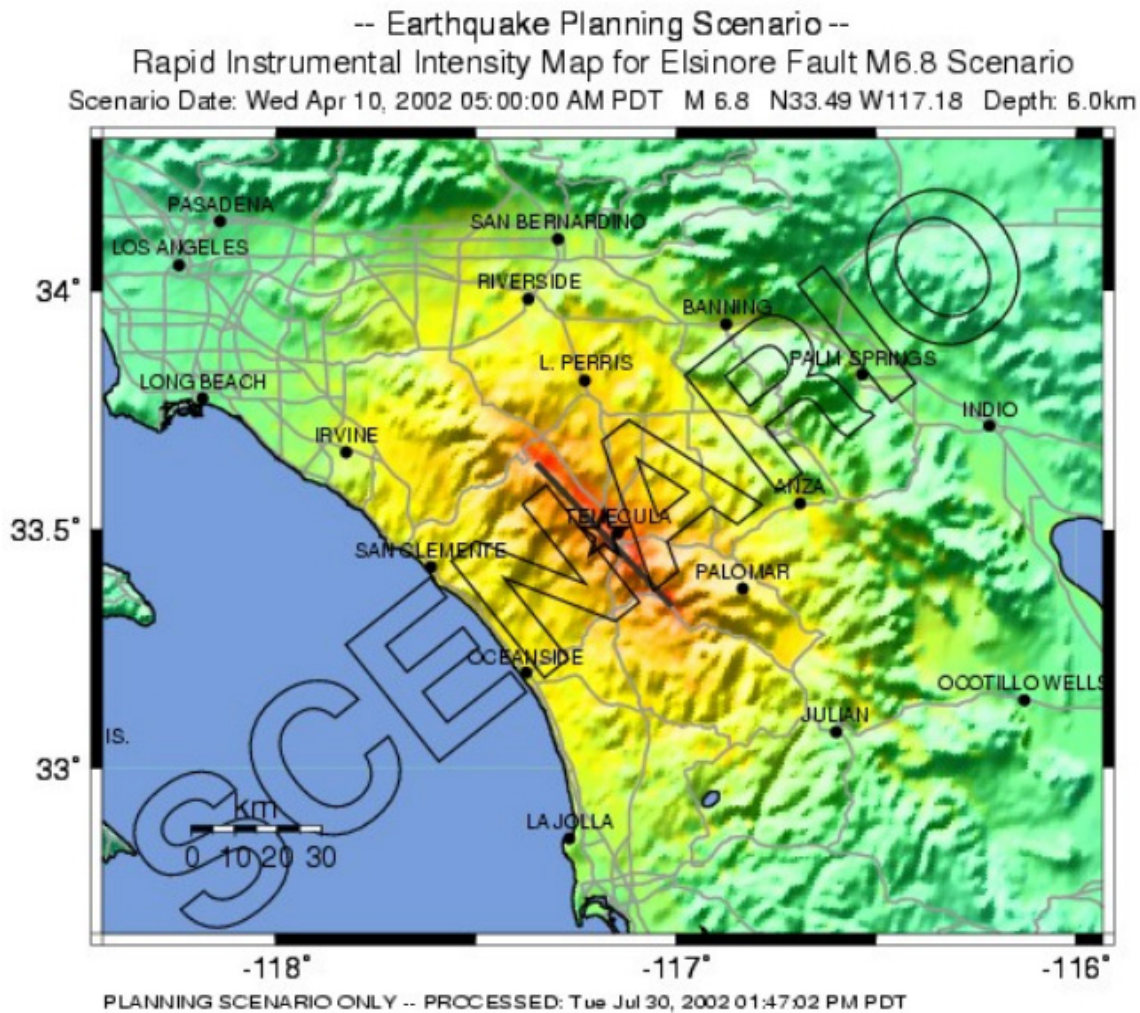 -- Earthquake Planning Scenario --
Rapid Instrumental Intensity Map for Elsinore Fault M6.8 Scenario
Scenario Date: Wed Apr 10, 2002 05:00:00 AM PDT M 6.8 N33.49 W117.18 Depth: 6.0km
PASADENA
SAN BERNARDINO
LOS ANGELES
RIVERSIDE
34°
BANNING
PALM SPRINGS
L. PERRIS
LONG BEACH
INDIO
IRVINE
ANZA
TEMECULA
33.5°
SAN CLEMENTE
PALOMAR
OCEANSIDE
OCOTILLO WELLS
JULIAN
IS.
33°
SCENARIO
km
0 10 20 30
LA JOLLA
-118° -117° -116°
PLANNING SCENARIO ONLY -- PROCESSED: Tue Jul 30, 2002 01:47:02 PM PDT